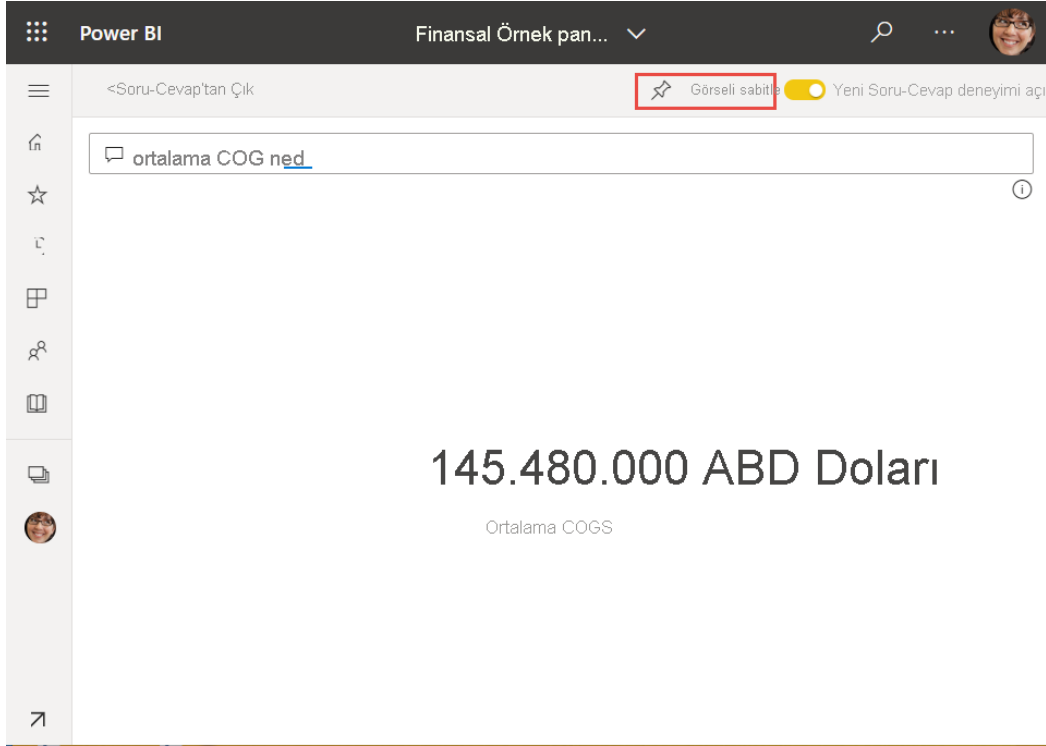 Power BI
Finansal Örnek pan...
<Soru-Cevap'tan Çık
Görseli sabitle
Yeni Soru-Cevap deneyimi açı
ortalama COG ned
145.480.000 ABD Doları
Ortalama COGS